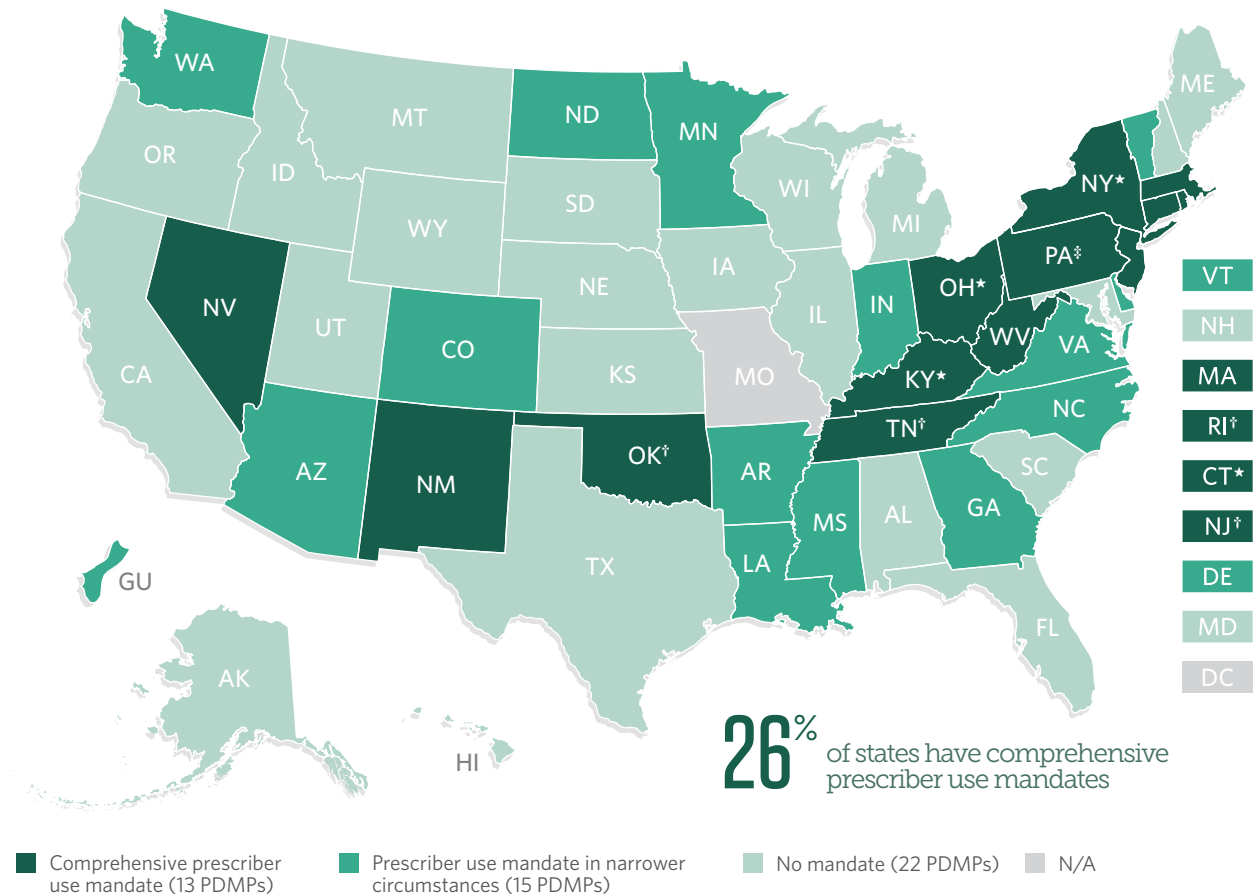 WA
MT
ND
MN
ME
OR
ID
SD
WI
NY★
WY
MI
IA
PA‡
NE
OH★
VT
NV
IL
IN
NH
UT
CO
WV
VA
CA
KS
MO
KY★
MA
NC
TN†
RI†
OK†
AZ
NM
AR
SC
CT★
MS
AL
GA
NJ†
LA
TX
GU
DE
FL
MD
AK
DC
HI
26%
of states have comprehensive
prescriber use mandates
Comprehensive prescriber
use mandate (13 PDMPs)
Prescriber use mandate in narrower
circumstances (15 PDMPs)
No mandate (22 PDMPs)
N/A